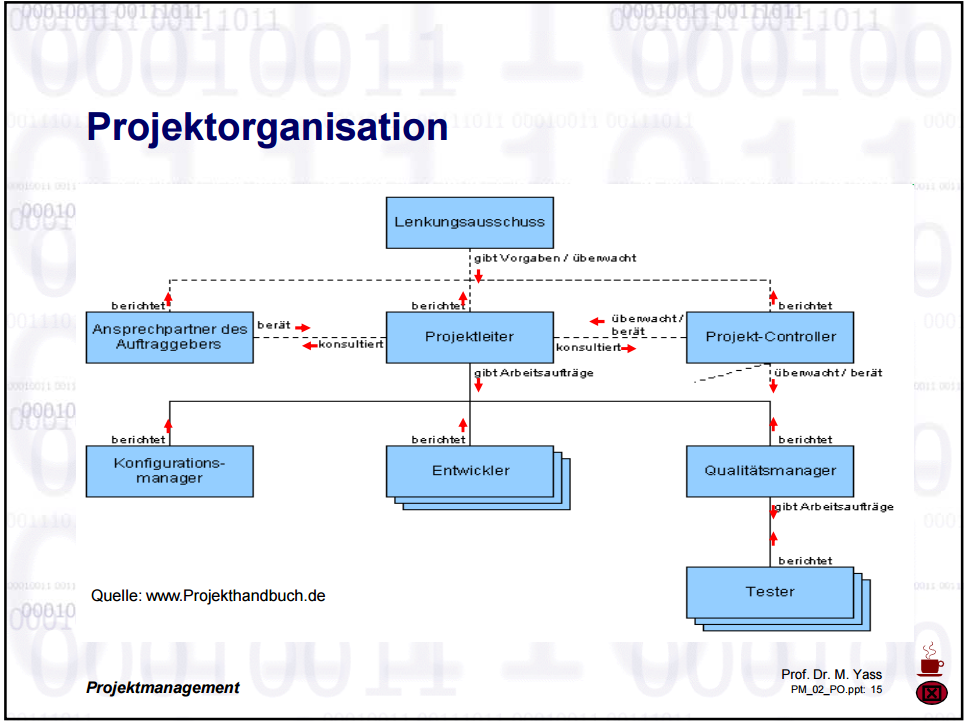 Projektorganisation
Lenkungsausschuss
gibt Vorgaben / überwacht
berichtet
berichtet
berichtet
Ansprechpartner des
Auftraggebers
berät
konsultiert
Projektleiter
überwacht /
berät
konsultiert
Projekt-Controller
gibt Arbeitsaufträge
überwacht / berät
berichtet
berichtet
berichtet
Konfigurations-
manager
Entwickler
Qualitätsmanager
gibt Arbeitsaufträge
berichtet
Tester
Quelle: www.Projekthandbuch.de
Projektmanagement
Prof. Dr. M. Yass
PM_02_PO.ppt: 15